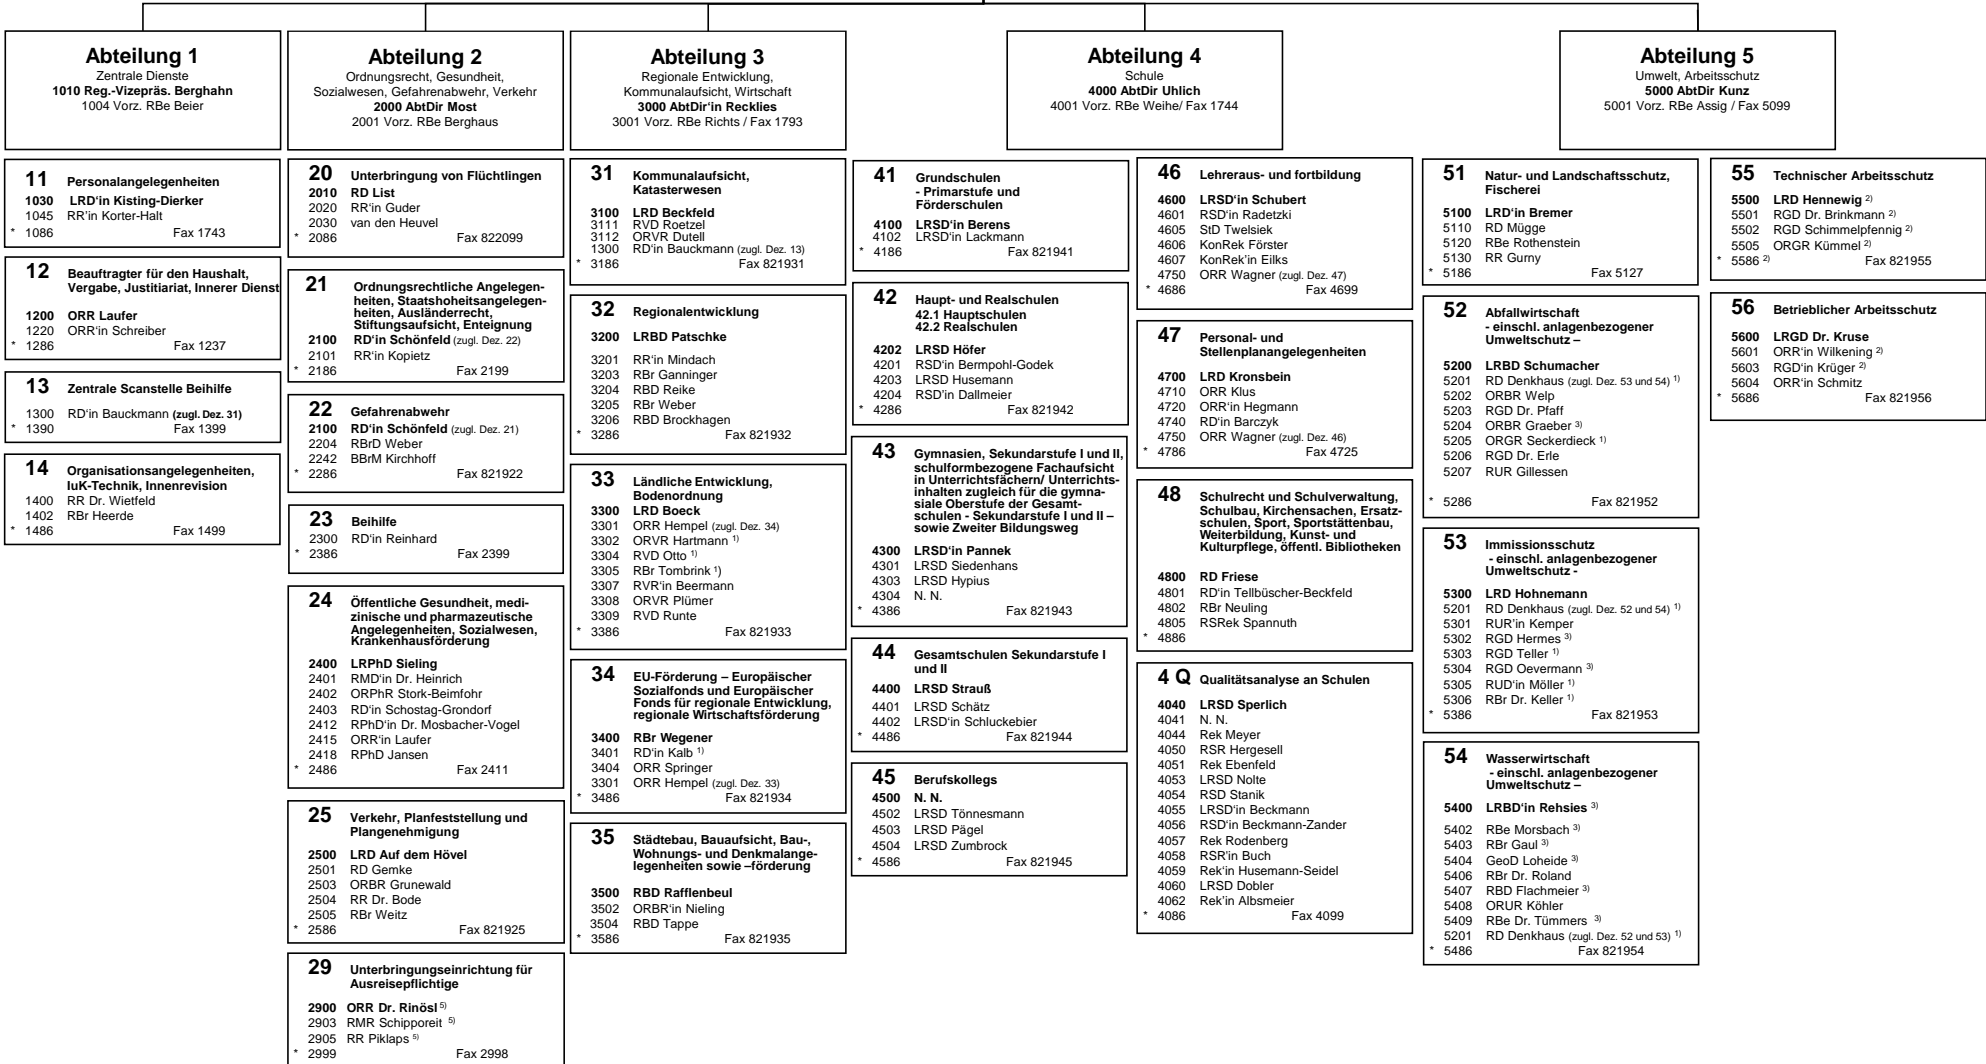 Abteilung 1
Zentrale Dienste
1010 Reg.-Vizepräs. Berghahn
1004 Vorz. RBe Beier
Abteilung 2
Ordnungsrecht, Gesundheit,
Sozialwesen, Gefahrenabwehr, Verkehr
2000 AbtDir Most
2001 Vorz. RBe Berghaus
Abteilung 3
Regionale Entwicklung,
Kommunalaufsicht, Wirtschaft
3000 AbtDir'in Recklies
3001 Vorz. RBe Richts / Fax 1793
Abteilung 4
Schule
4000 AbtDir Uhlich
4001 Vorz. RBe Weihe/ Fax 1744
Abteilung 5
Umwelt, Arbeitsschutz
5000 AbtDir Kunz
5001 Vorz. RBe Assig / Fax 5099
11 Personalangelegenheiten
1030 LRD'in Kisting-Dierker
1045 RR'in Korter-Halt
* 1086 Fax 1743
12 Beauftragter für den Haushalt,
Vergabe, Justitiariat, Innerer Dienst
1200 ORR Laufer
1220 ORR'in Schreiber
* 1286 Fax 1237
13 Zentrale Scanstelle Beihilfe
1300 RD'in Bauckmann (zugl. Dez. 31)
* 1390 Fax 1399
14 Organisationsangelegenheiten,
IuK-Technik, Innenrevision
1400 RR Dr. Wietfeld
1402 RBr Heerde
* 1486 Fax 1499
20 Unterbringung von Flüchtlingen
2010 RD List
2020 RR'in Guder
2030 van den Heuvel
* 2086 Fax 822099
21 Ordnungsrechtliche Angelegen-
heiten, Staatshoheitsangelegen-
heiten, Ausländerrecht,
Stiftungsaufsicht, Enteignung
2100 RD'in Schönfeld (zugl. Dez. 22)
2101 RR'in Kopietz
* 2186 Fax 2199
22 Gefahrenabwehr
2100 RD'in Schönfeld (zugl. Dez. 21)
2204 RBrD Weber
2242 BBrM Kirchhoff
* 2286 Fax 821922
23 Beihilfe
2300 RD'in Reinhard
* 2386 Fax 2399
24 Öffentliche Gesundheit, medi-
zinische und pharmazeutische
Angelegenheiten, Sozialwesen,
Krankenhausförderung
2400 LRPhD Sieling
2401 RMD'in Dr. Heinrich
2402 ORPhR Stork-Beimfohr
2403 RD'in Schostag-Grondorf
2412 RPhD'in Dr. Mosbacher-Vogel
2415 ORR'in Laufer
2418 RPhD Jansen
* 2486 Fax 2411
25 Verkehr, Planfeststellung und
Plangenehmigung
2500 LRD Auf dem Hövel
2501 RD Gemke
2503 ORBR Grunewald
2504 RR Dr. Bode
2505 RBr Weitz
* 2586 Fax 821925
29 Unterbringungseinrichtung für
Ausreisepflichtige
2900 ORR Dr. Rinösl 5)
2903 RMR Schipporeit 5)
2905 RR Piklaps 5)
* 2999 Fax 2998
31 Kommunalaufsicht,
Katasterwesen
3100 LRD Beckfeld
3111 RVD Roetzel
3112 ORVR Dutell
1300 RD'in Bauckmann (zugl. Dez. 13)
* 3186 Fax 821931
32 Regionalentwicklung
3200 LRBD Patschke
3201 RR'in Mindach
3203 RBr Ganninger
3204 RBD Reike
3205 RBr Weber
3206 RBD Brockhagen
* 3286 Fax 821932
33 Ländliche Entwicklung,
Bodenordnung
3300 LRD Boeck
3301 ORR Hempel (zugl. Dez. 34)
3302 ORVR Hartmann 1)
3304 RVD Otto 1)
3305 RBr Tombrink 1)
3307 RVR'in Beermann
3308 ORVR Plümer
3309 RVD Runte
* 3386 Fax 821933
34 EU-Förderung – Europäischer
Sozialfonds und Europäischer
Fonds für regionale Entwicklung,
regionale Wirtschaftsförderung
3400 RBr Wegener
3401 RD'in Kalb 1)
3404 ORR Springer
3301 ORR Hempel (zugl. Dez. 33)
* 3486 Fax 821934
35 Städtebau, Bauaufsicht, Bau-,
Wohnungs- und Denkmalange-
legenheiten sowie –förderung
3500 RBD Rafflenbeul
3502 ORBR'in Nieling
3504 RBD Tappe
* 3586 Fax 821935
41 Grundschulen
- Primarstufe und
Förderschulen
4100 LRSD'in Berens
4102 LRSD'in Lackmann
* 4186 Fax 821941
42 Haupt- und Realschulen
42.1 Hauptschulen
42.2 Realschulen
4202 LRSD Höfer
4201 RSD'in Bermpohl-Godek
4203 LRSD Husemann
4204 RSD'in Dallmeier
* 4286 Fax 821942
43 Gymnasien, Sekundarstufe I und II,
schulformbezogene Fachaufsicht
in Unterrichtsfächern/ Unterrichts-
inhalten zugleich für die gymna-
siale Oberstufe der Gesamt-
schulen - Sekundarstufe I und II –
sowie Zweiter Bildungsweg
4300 LRSD'in Pannek
4301 LRSD Siedenhans
4303 LRSD Hypius
4304 N. N.
* 4386 Fax 821943
44 Gesamtschulen Sekundarstufe I
und II
4400 LRSD Strauß
4401 LRSD Schätz
4402 LRSD'in Schluckebier
* 4486 Fax 821944
45 Berufskollegs
4500 N. N.
4502 LRSD Tönnesmann
4503 LRSD Pägel
4504 LRSD Zumbrock
* 4586 Fax 821945
46 Lehreraus- und fortbildung
4600 LRSD'in Schubert
4601 RSD'in Radetzki
4605 StD Twelsiek
4606 KonRek Förster
4607 KonRek'in Eilks
4750 ORR Wagner (zugl. Dez. 47)
* 4686 Fax 4699
47 Personal- und
Stellenplanangelegenheiten
4700 LRD Kronsbein
4710 ORR Klus
4720 ORR'in Hegmann
4740 RD'in Barczyk
4750 ORR Wagner (zugl. Dez. 46)
* 4786 Fax 4725
48 Schulrecht und Schulverwaltung,
Schulbau, Kirchensachen, Ersatz-
schulen, Sport, Sportstättenbau,
Weiterbildung, Kunst- und
Kulturpflege, öffentl. Bibliotheken
4800 RD Friese
4801 RD'in Tellbüscher-Beckfeld
4802 RBr Neuling
4805 RSRek Spannuth
* 4886
4 Q Qualitätsanalyse an Schulen
4040 LRSD Sperlich
4041 N. N.
4044 Rek Meyer
4050 RSR Hergesell
4051 Rek Ebenfeld
4053 LRSD Nolte
4054 RSD Stanik
4055 LRSD'in Beckmann
4056 RSD'in Beckmann-Zander
4057 Rek Rodenberg
4058 RSR'in Buch
4059 Rek'in Husemann-Seidel
4060 LRSD Dobler
4062 Rek'in Albsmeier
* 4086 Fax 4099
51 Natur- und Landschaftsschutz,
Fischerei
5100 LRD'in Bremer
5110 RD Mügge
5120 RBe Rothenstein
5130 RR Gurny
* 5186 Fax 5127
52 Abfallwirtschaft
- einschl. anlagenbezogener
Umweltschutz –
5200 LRBD Schumacher
5201 RD Denkhaus (zugl. Dez. 53 und 54) 1)
5202 ORBR Welp
5203 RGD Dr. Pfaff
5204 ORBR Graeber 3)
5205 ORGR Seckerdieck 1)
5206 RGD Dr. Erle
5207 RUR Gillessen
* 5286 Fax 821952
53 Immissionsschutz
- einschl. anlagenbezogener
Umweltschutz -
5300 LRD Hohnemann
5201 RD Denkhaus (zugl. Dez. 52 und 54) 1)
5301 RUR'in Kemper
5302 RGD Hermes 3)
5303 RGD Teller 1)
5304 RGD Oevermann 3)
5305 RUD'in Möller 1)
5306 RBr Dr. Keller 1)
* 5386 Fax 821953
54 Wasserwirtschaft
- einschl. anlagenbezogener
Umweltschutz –
5400 LRBD'in Rehsies 3)
5402 RBe Morsbach 3)
5403 RBr Gaul 3)
5404 GeoD Loheide 3)
5406 RBr Dr. Roland
5407 RBD Flachmeier 3)
5408 ORUR Köhler
5409 RBe Dr. Tümmers 3)
5201 RD Denkhaus (zugl. Dez. 52 und 53) 1)
* 5486 Fax 821954
55 Technischer Arbeitsschutz
5500 LRD Hennewig 2)
5501 RGD Dr. Brinkmann 2)
5502 RGD Schimmelpfennig 2)
5505 ORGR Kümmel 2)
* 5586 2) Fax 821955
56 Betrieblicher Arbeitsschutz
5600 LRGD Dr. Kruse
5601 ORR'in Wilkening 2)
5603 RGD'in Krüger 2)
5604 ORR'in Schmitz
* 5686 Fax 821956